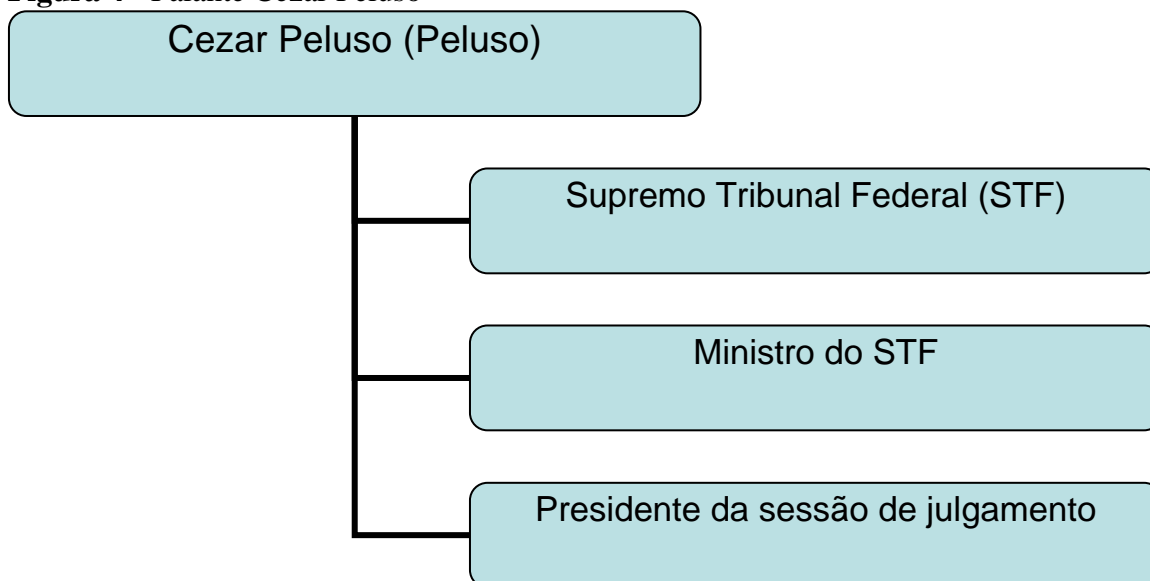 Cezar Peluso (Peluso)
Supremo Tribunal Federal (STF)
Ministro do STF
Presidente da sessão de julgamento